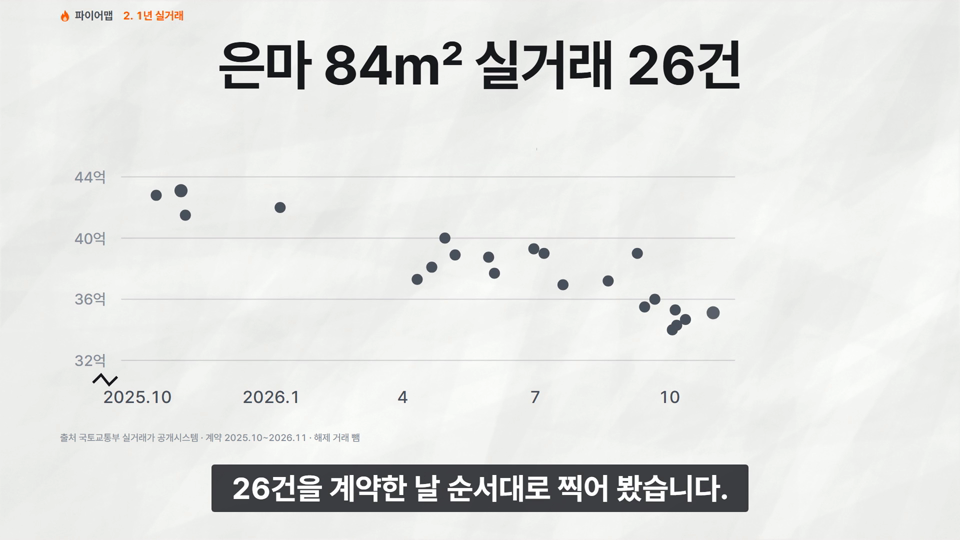 파이어맵 2. 1년 실거래
은마 84m² 실거래 26건
44억
40억
36억
32억
2025.10 2026.1 4 7 10
출처 국토교통부 실거래가 공개시스템 · 계약 2025.10~2026.11 · 해제 거래 뺌
26건을 계약한 날 순서대로 찍어 봤습니다.